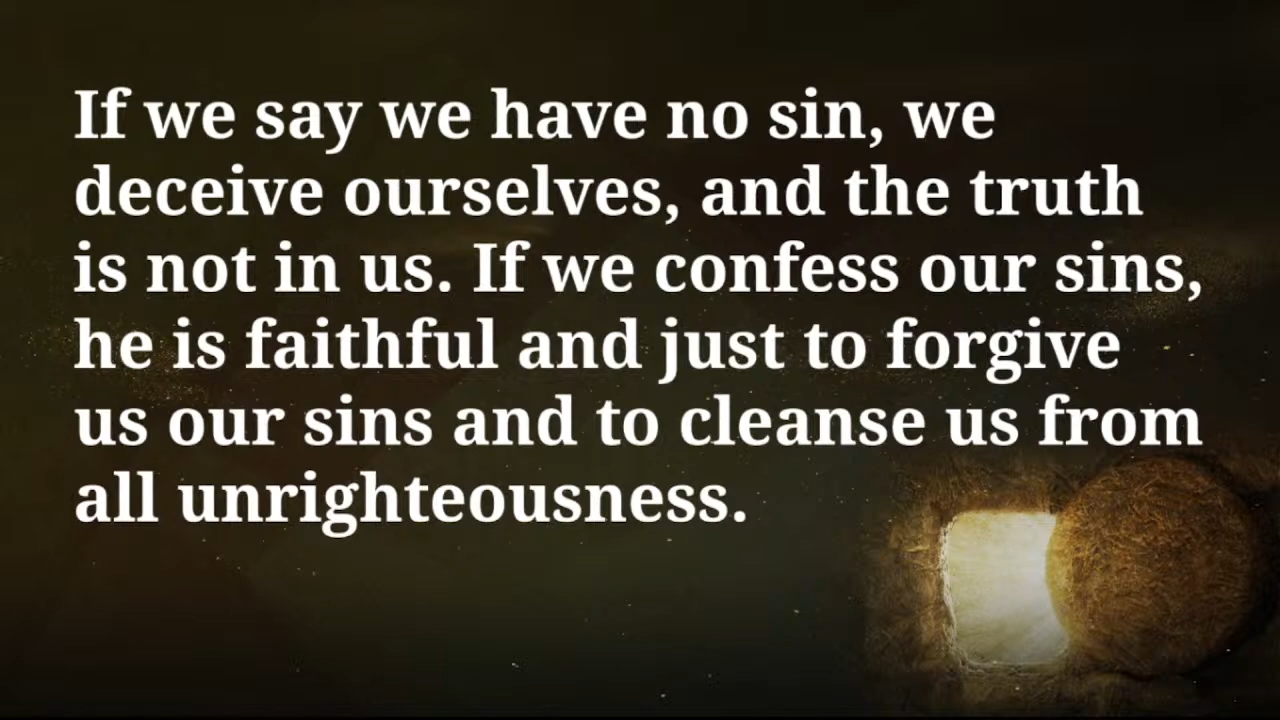 If we say we have no sin, we
deceive ourselves, and the truth
is not in us. If we confess our sins,
he is faithful and just to forgive
us our sins and to cleanse us from
all unrighteousness.